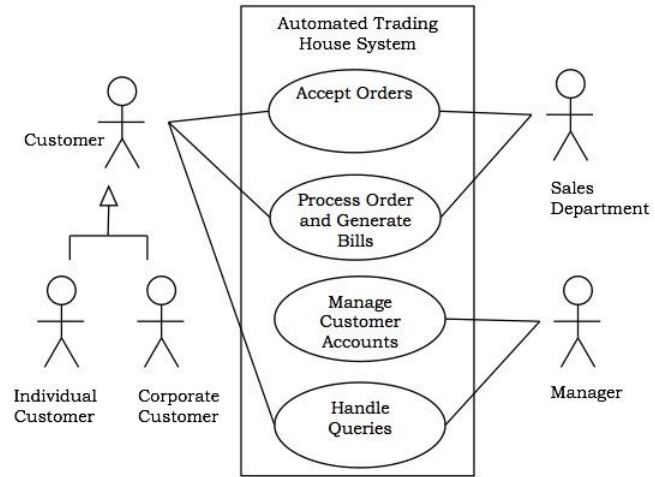 Automated Trading
House System
Accept Orders
Customer
Process Order
and Generate
Bills
Sales
Department
Manage
Customer
Accounts
Individual
Customer
Corporate
Customer
Manager
Handle
Queries